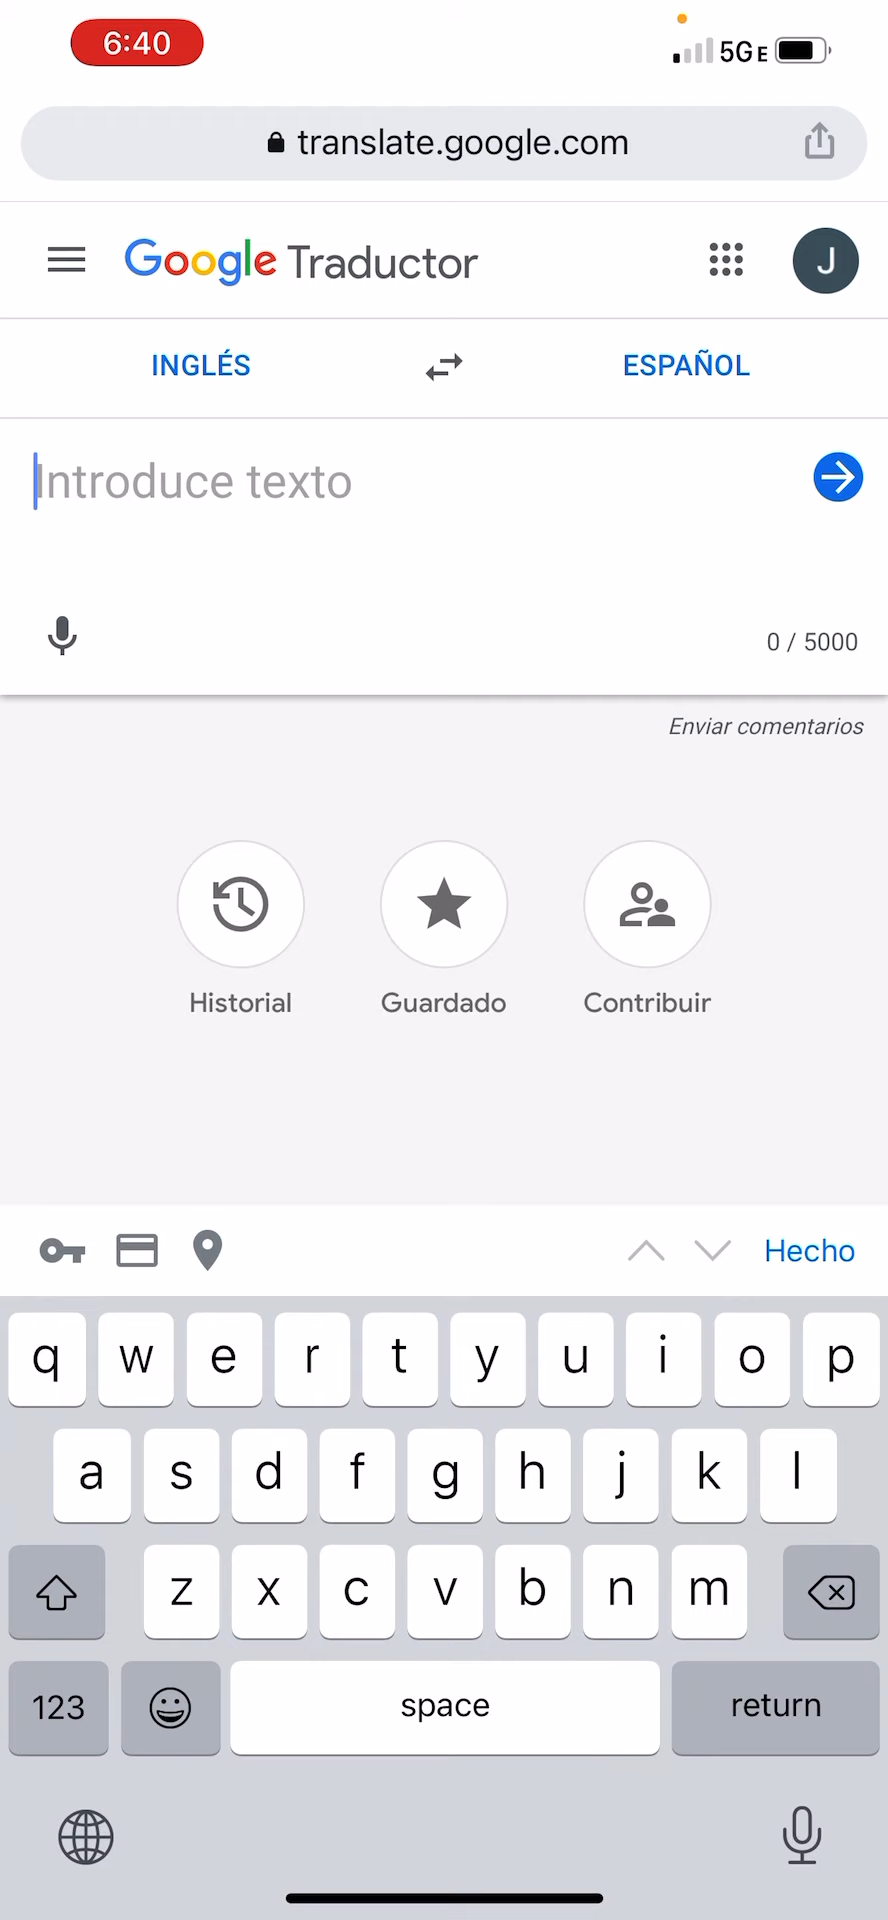 6:40
5G E
translate.google.com
Google Traductor
J
INGLÉS
ESPAÑOL
Introduce texto
0 / 5000
Enviar comentarios
Historial
Guardado
Contribuir
Hecho
q w e r t y u i o p
a s d f g h j k l
z x c v b n m
123
space
return